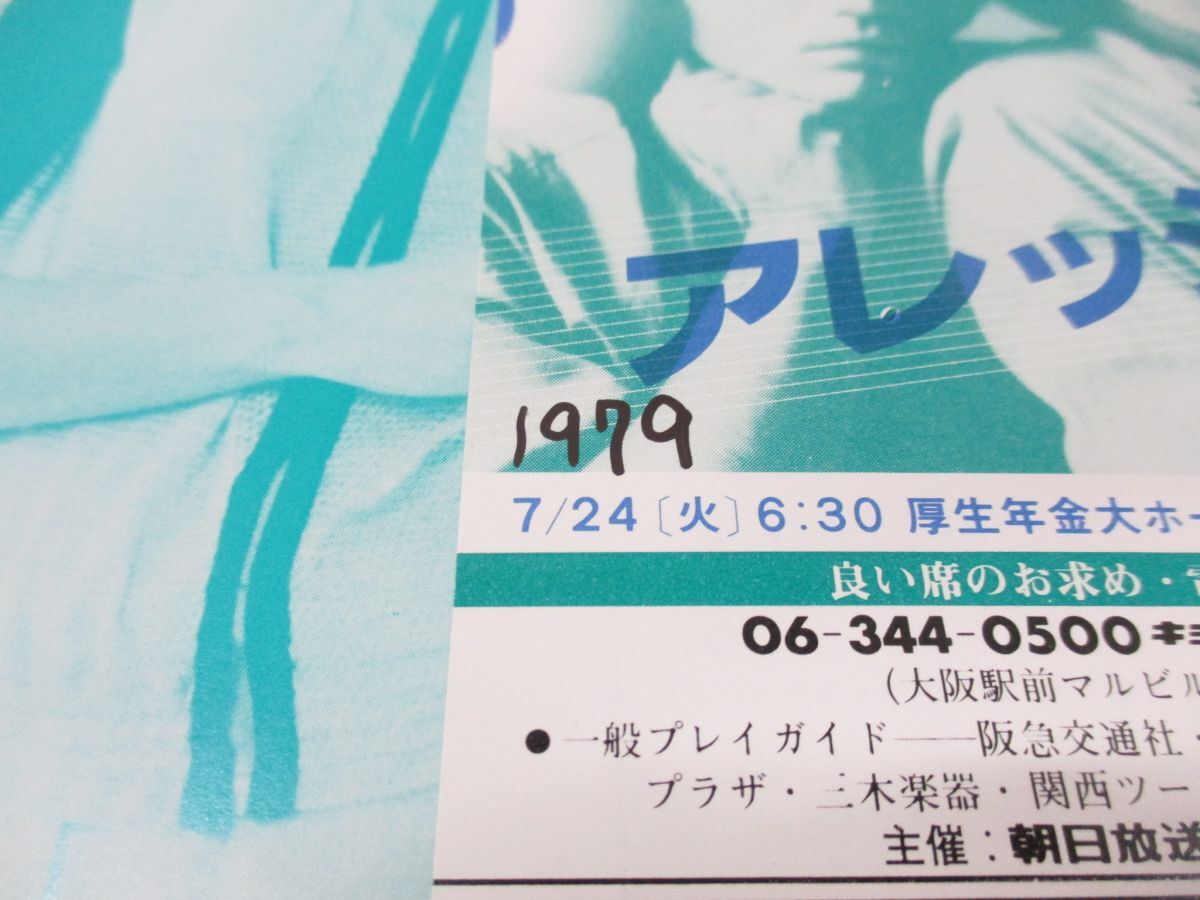 アレッ
1979
7/24〔火〕6:30 厚生年金大ホー
良い席のお求め・
06-344-0500 キ
(大阪駅前マルビル
●一般プレイガイド——阪急交通社・
プラザ・三木楽器・関西ツー
主催：朝日放送